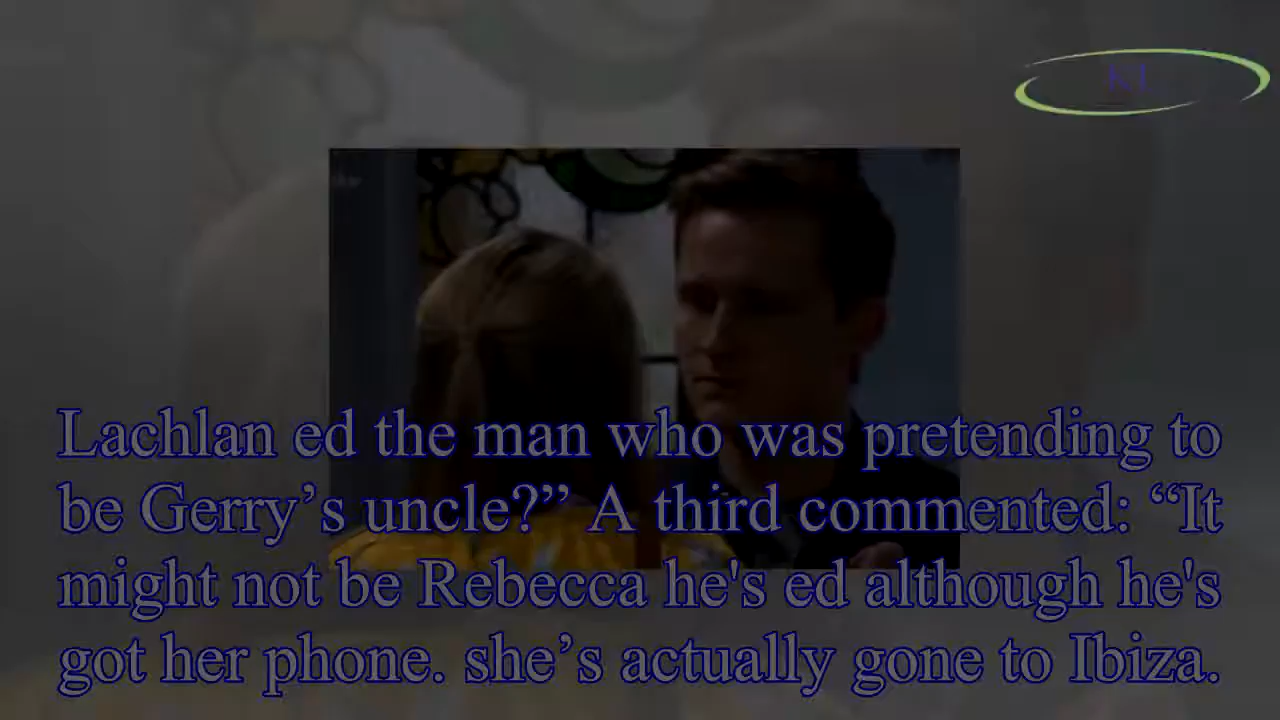 KL
Lachlan ed the man who was pretending to
be Gerry’s uncle?” A third commented: “It
might not be Rebecca he's ed although he's
got her phone. she’s actually gone to Ibiza.